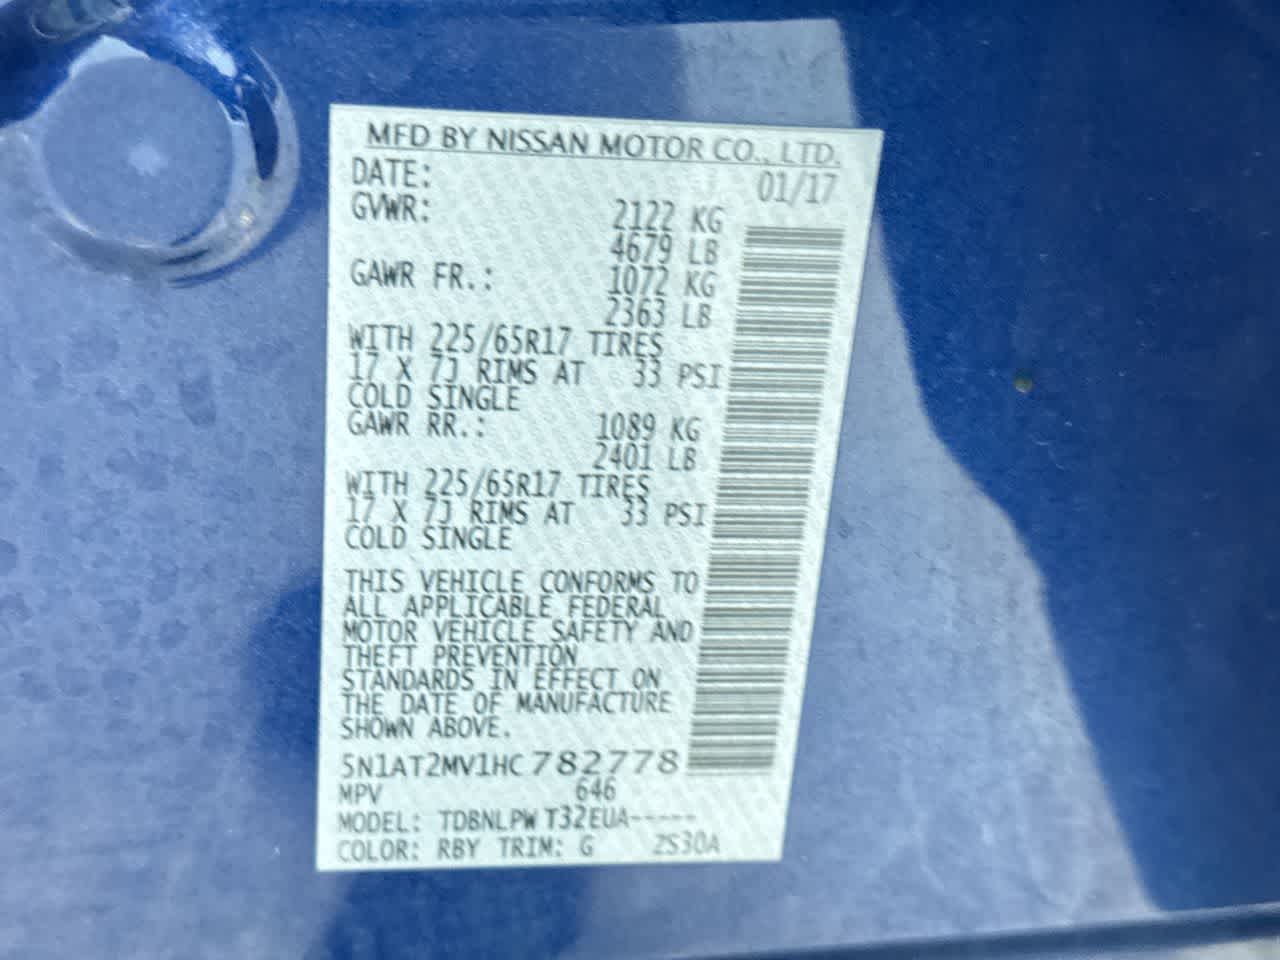 MFD BY NISSAN MOTOR CO., LTD.
DATE: 01/17
GVWR: 2122 KG
4679 LB
GAWR FR.: 1072 KG
2363 LB
WITH 225/65R17 TIRES
17 X 7J RIMS AT 33 PSI
COLD SINGLE
GAWR RR.: 1089 KG
2401 LB
WITH 225/65R17 TIRES
17 X 7J RIMS AT 33 PSI
COLD SINGLE
THIS VEHICLE CONFORMS TO
ALL APPLICABLE FEDERAL
MOTOR VEHICLE SAFETY AND
THEFT PREVENTION
STANDARDS IN EFFECT ON
THE DATE OF MANUFACTURE
SHOWN ABOVE.
5N1AT2MV1HC782778
MPV 646
MODEL: TDBNLPW T32EUA-----
COLOR: RBY TRIM: G ZS30A